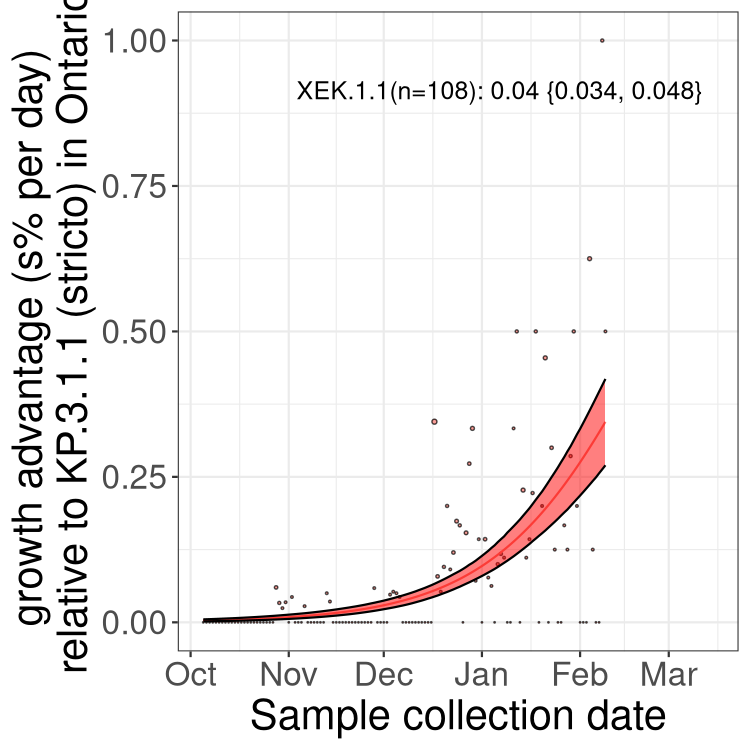 growth advantage (s% per day)
relative to KP.3.1.1 (stricto) in Ontario
1.00
0.75
0.50
0.25
0.00
XEK.1.1(n=108): 0.04 {0.034, 0.048}
Oct Nov Dec Jan Feb Mar
Sample collection date